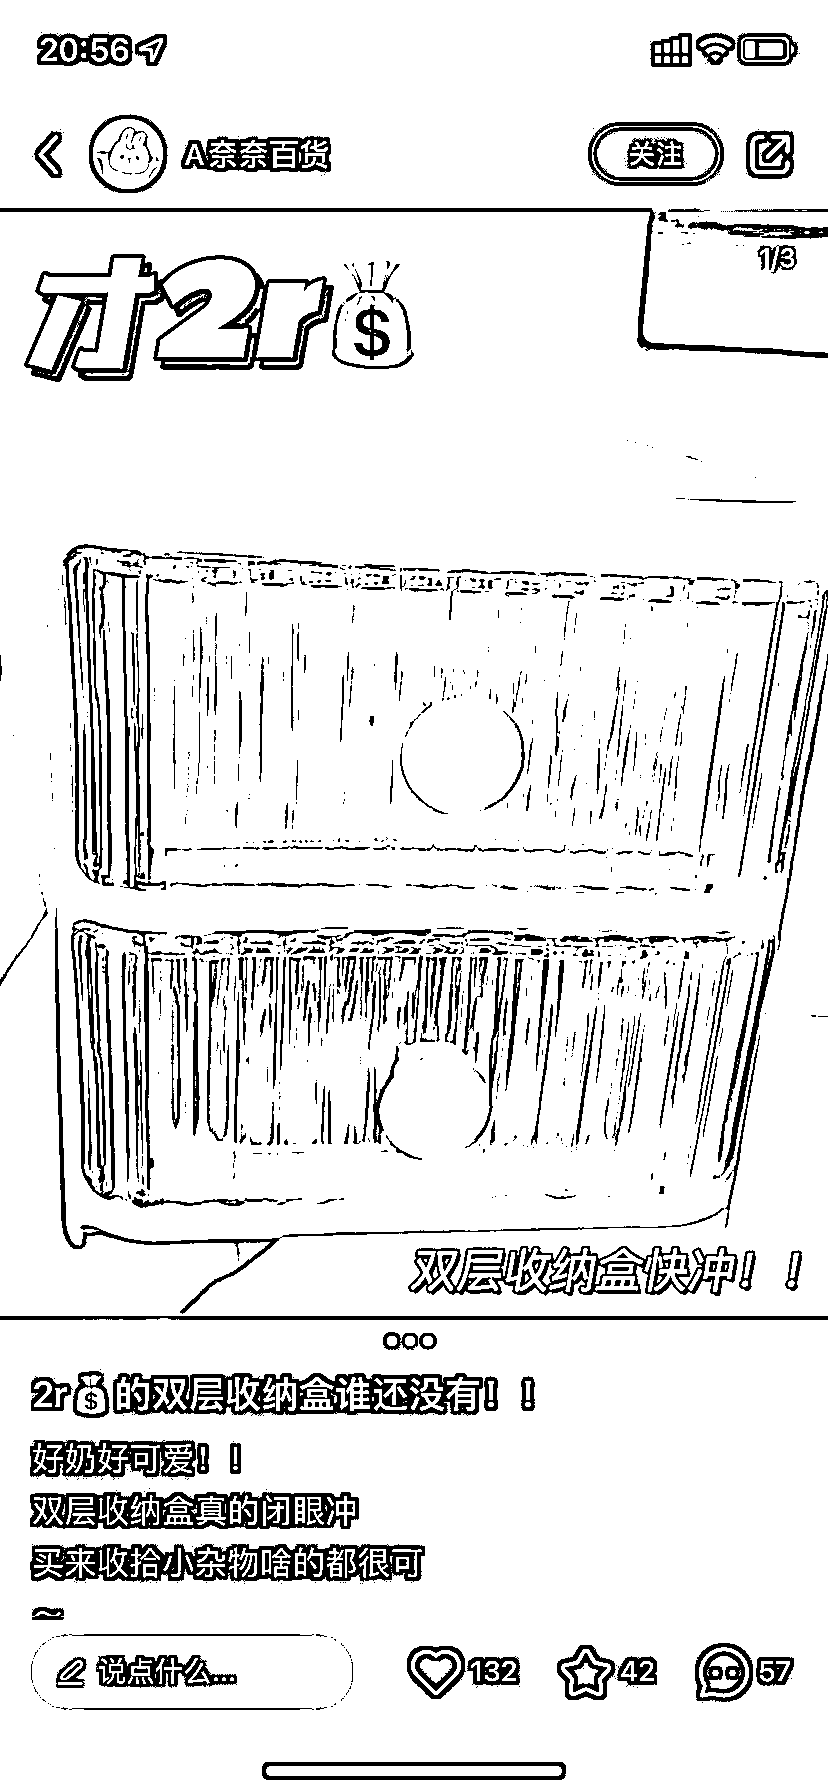 20:56
A奈奈百货
关注
1/3
才2r💰
双层收纳盒快冲！！
2r💰的双层收纳盒谁还没有！！
好奶好可爱！！
双层收纳盒真的闭眼冲
买来收拾小杂物啥的都很可
～
说点什么...
132
42
57